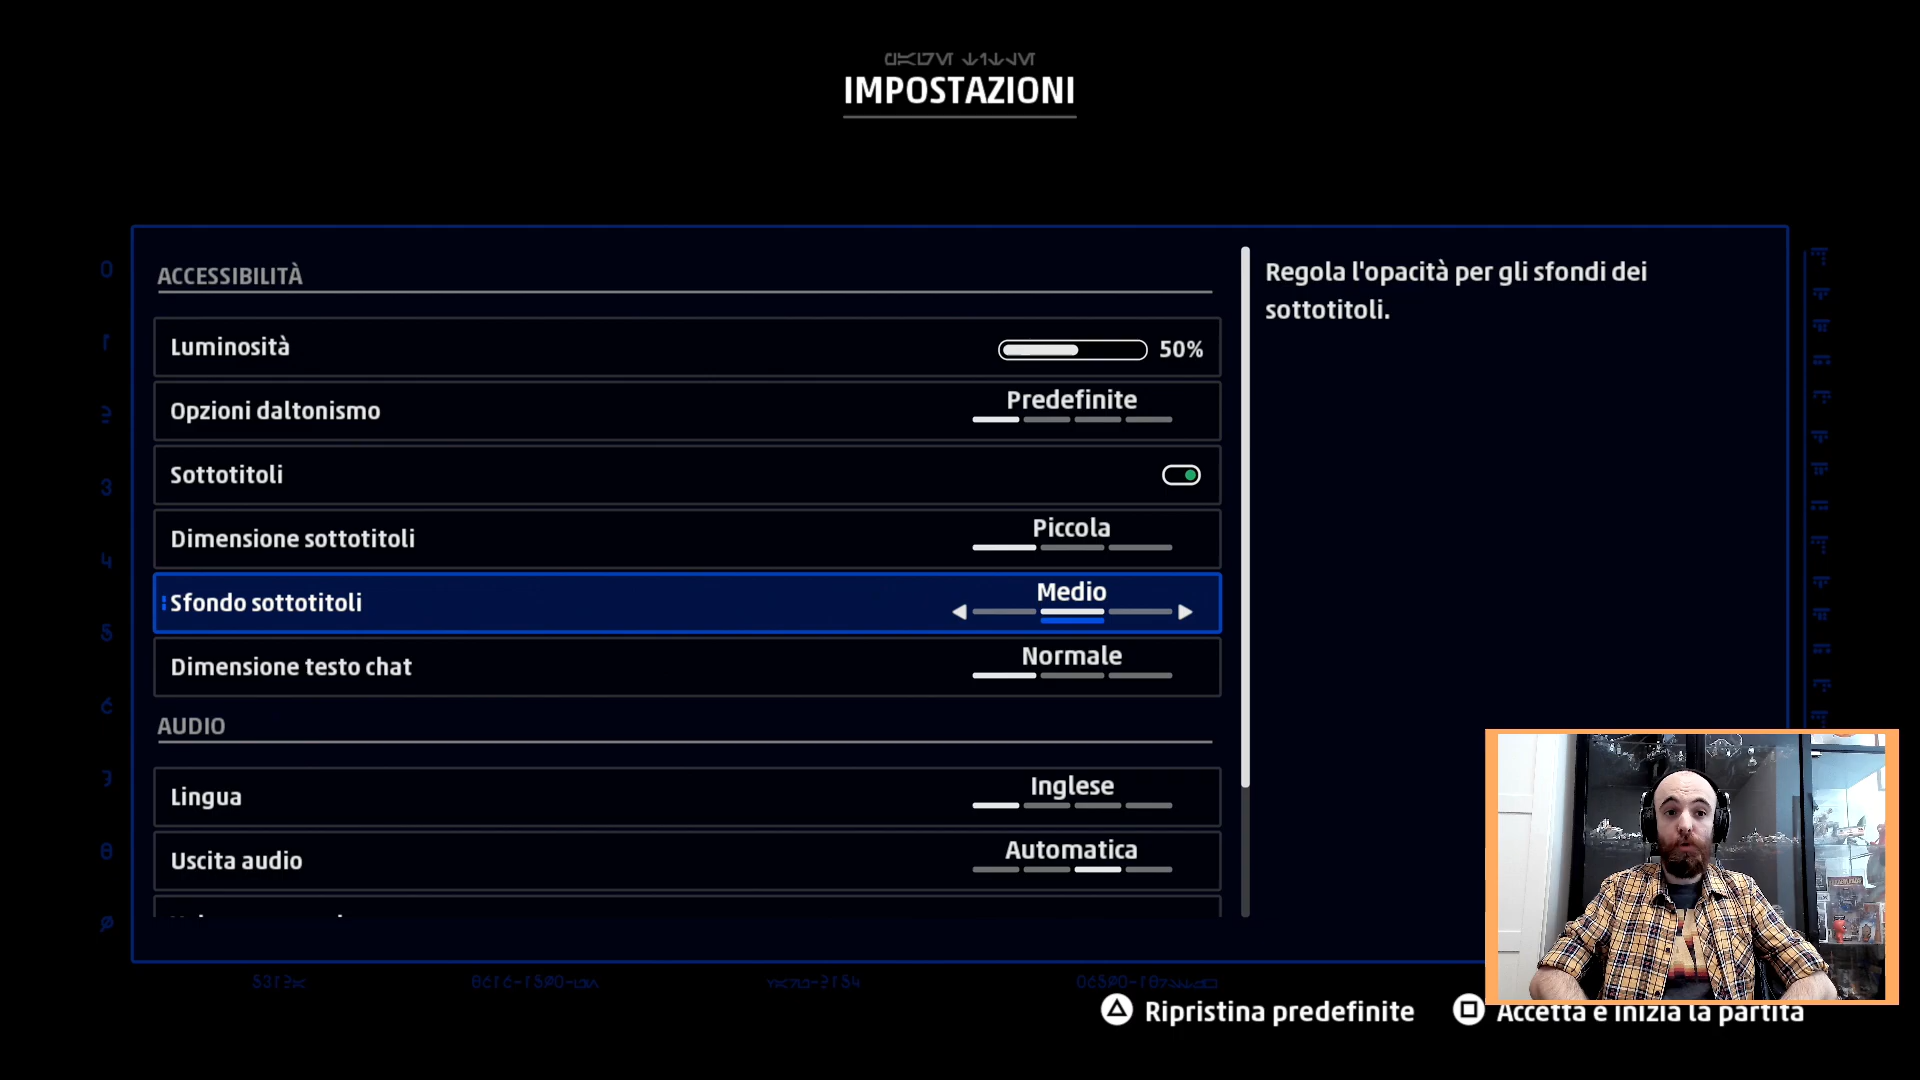 IMPOSTAZIONI
ACCESSIBILITÀ
Luminosità
50%
Opzioni daltonismo
Predefinite
Sottotitoli
Dimensione sottotitoli
Piccola
Sfondo sottotitoli
Medio
Dimensione testo chat
Normale
AUDIO
Lingua
Inglese
Uscita audio
Automatica
Regola l'opacità per gli sfondi dei
sottotitoli.
Ripristina predefinite
Accetta e inizia la partita